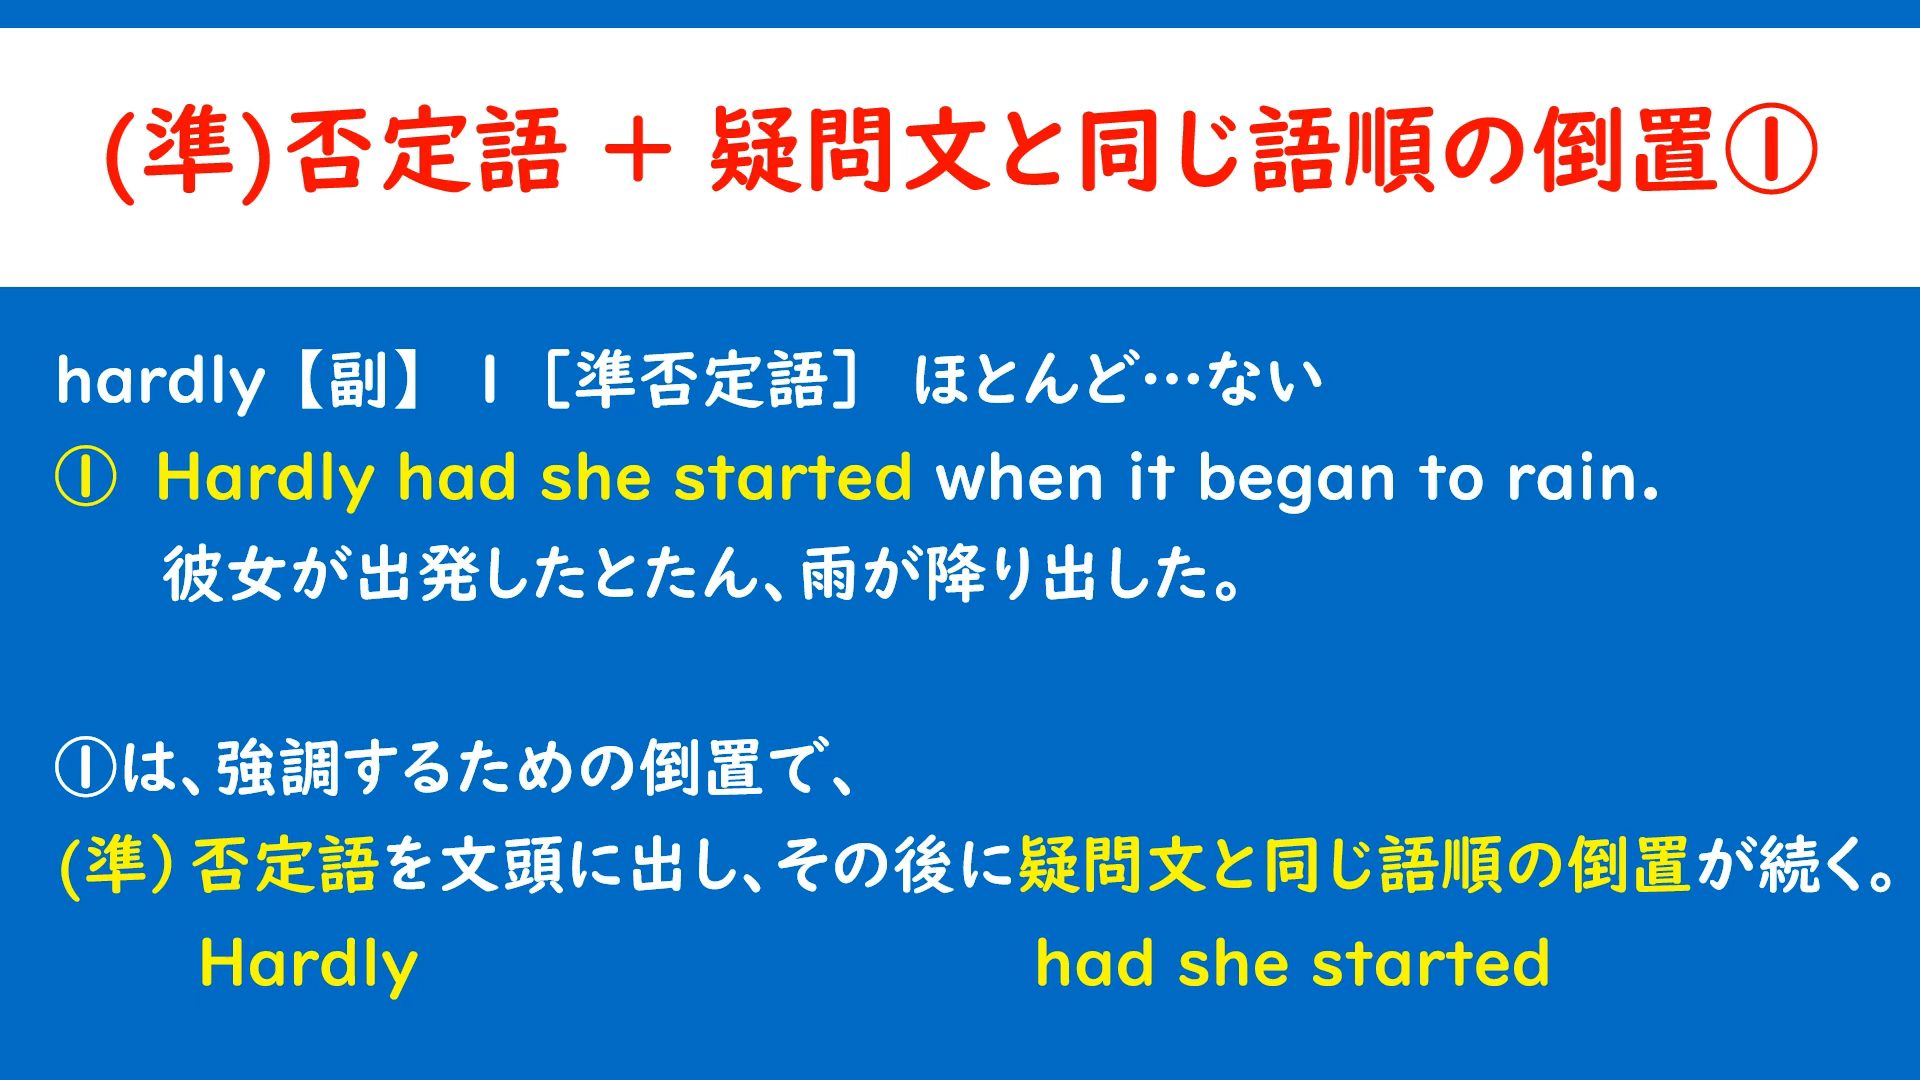 (準)否定語 + 疑問文と同じ語順の倒置①
hardly【副】 1 [準否定語] ほとんど…ない
① Hardly had she started when it began to rain.
彼女が出発したとたん、雨が降り出した。
①は、強調するための倒置で、
(準)否定語を文頭に出し、その後に疑問文と同じ語順の倒置が続く。
Hardly had she started